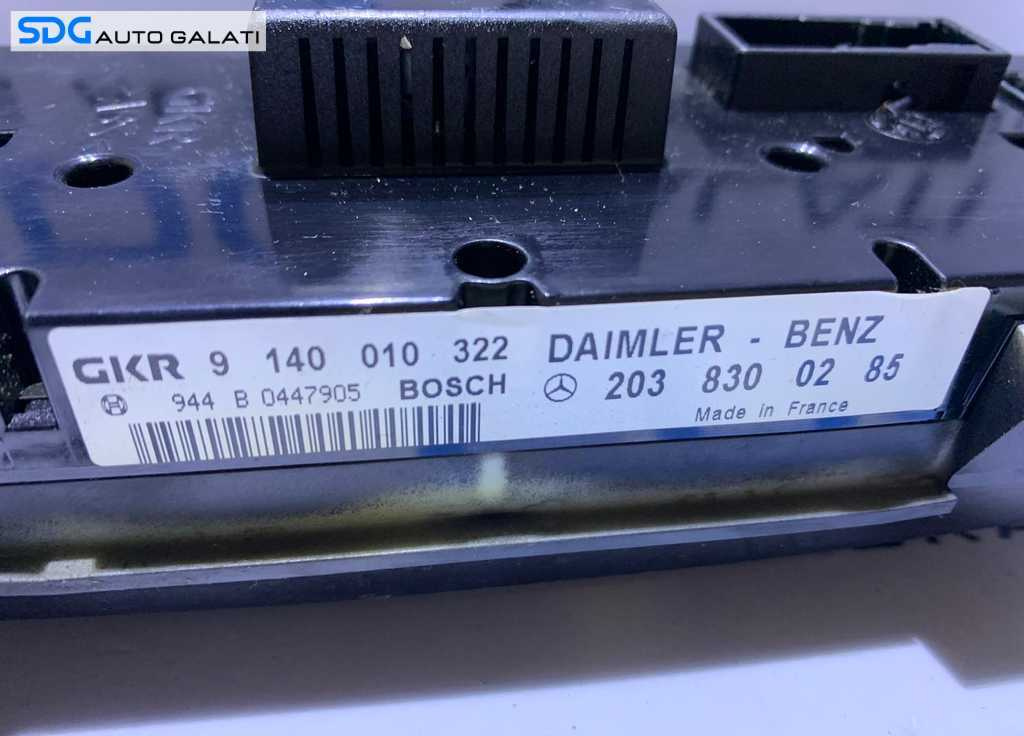 SDG AUTO GALATI
GKR 9 140 010 322 DAIMLER - BENZ
944 B 0447905 BOSCH 203 830 02 85
Made in France